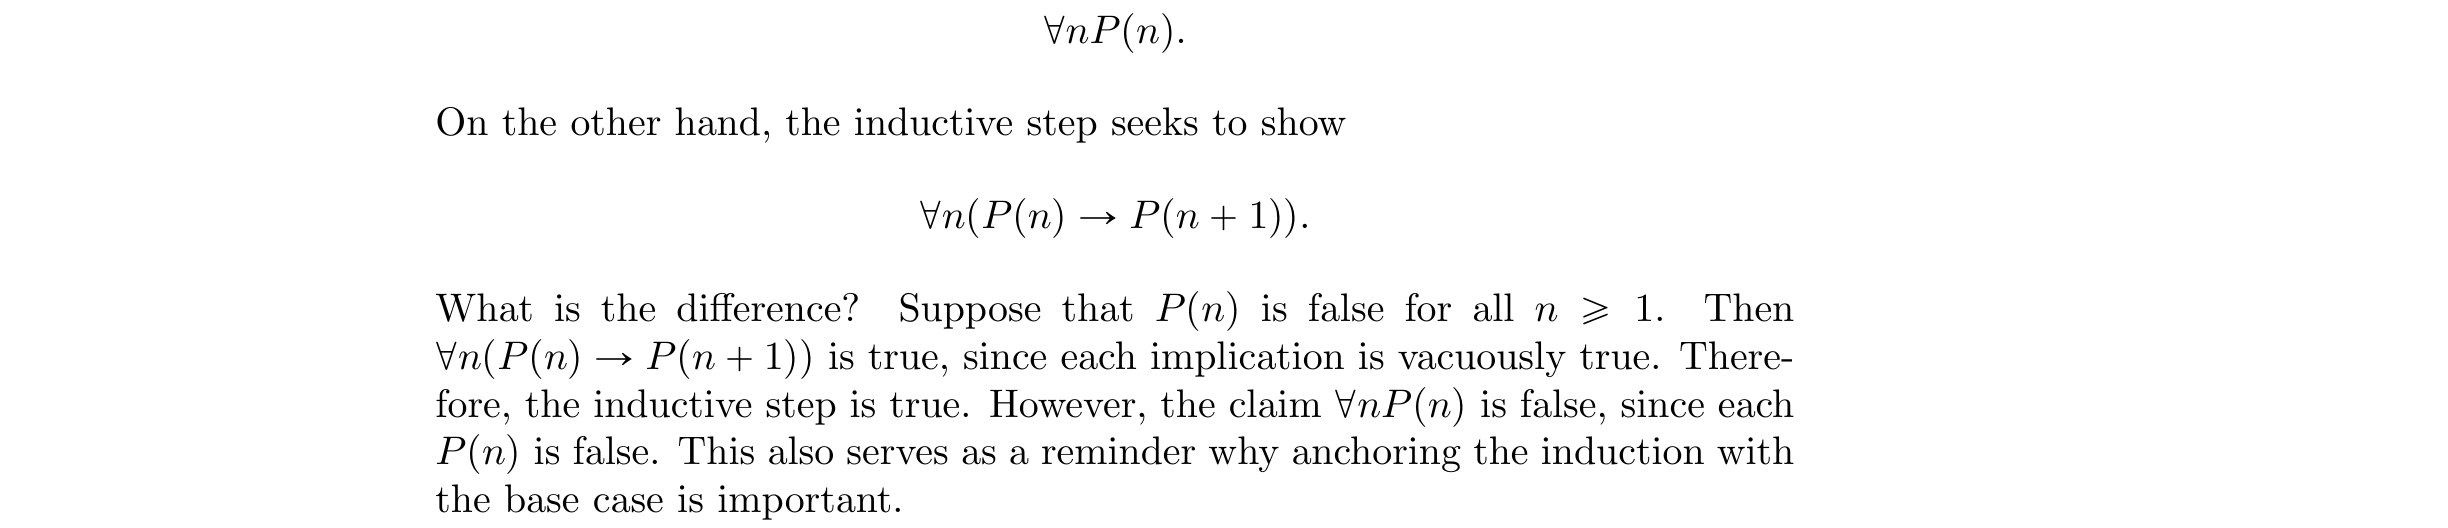 ∀nP(n).
On the other hand, the inductive step seeks to show
∀n(P(n) → P(n + 1)).
What is the difference? Suppose that P(n) is false for all n ⩾ 1. Then
∀n(P(n) → P(n + 1)) is true, since each implication is vacuously true. There-
fore, the inductive step is true. However, the claim ∀nP(n) is false, since each
P(n) is false. This also serves as a reminder why anchoring the induction with
the base case is important.